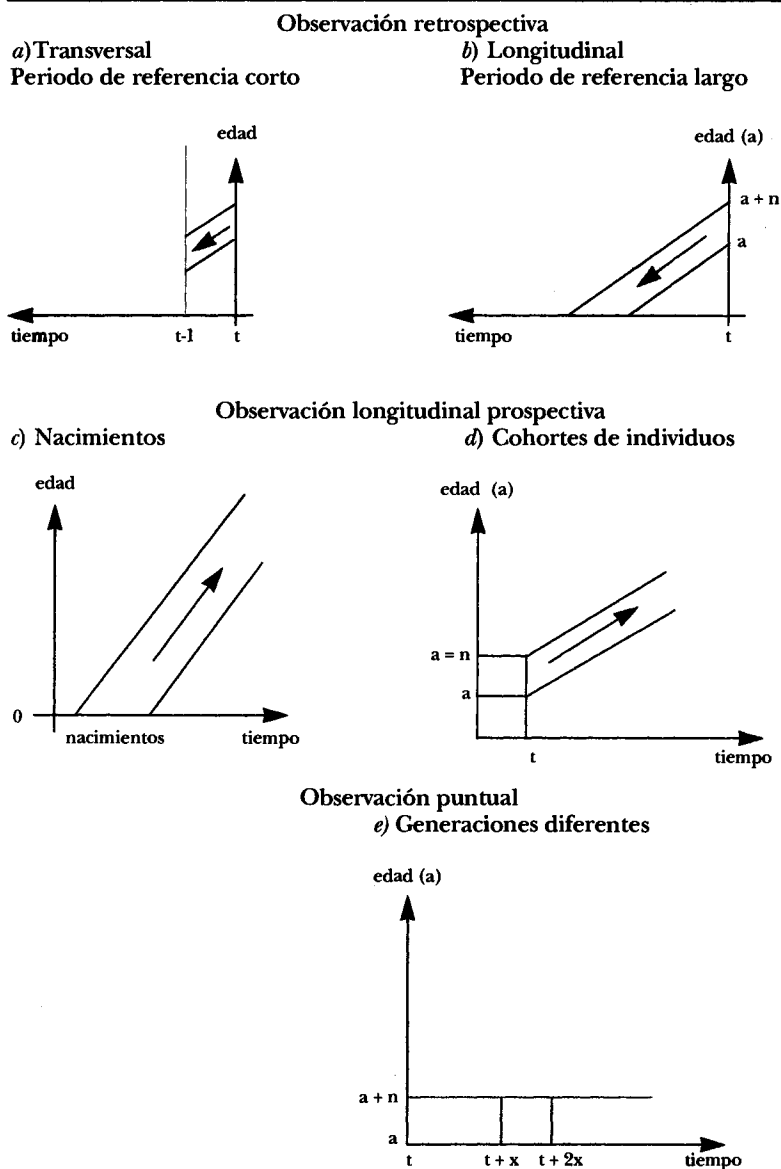 Observación retrospectiva
a) Transversal
Periodo de referencia corto
b) Longitudinal
Periodo de referencia largo
edad
tiempo
t-1
t
edad (a)
a + n
a
tiempo
t
Observación longitudinal prospectiva
c) Nacimientos
d) Cohortes de individuos
edad
0
nacimientos
tiempo
edad (a)
a = n
a
t
tiempo
Observación puntual
e) Generaciones diferentes
edad (a)
a + n
a
t
t + x
t + 2x
tiempo